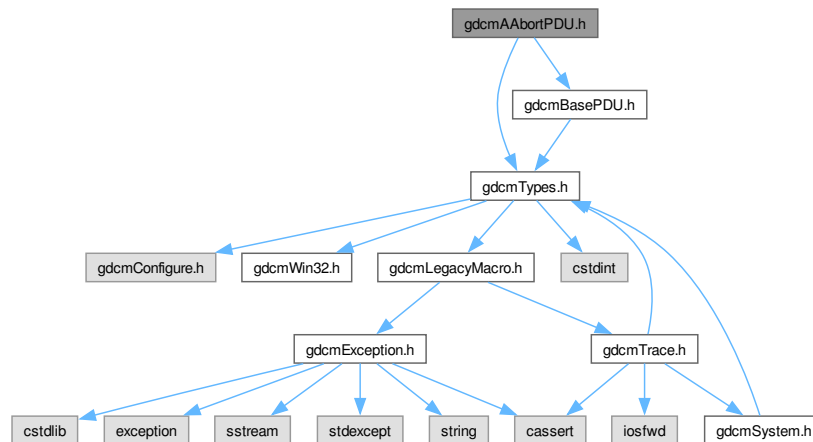 gdcmAAbortPDU.h
gdcmBasePDU.h
gdcmTypes.h
gdcmConfigure.h
gdcmWin32.h
gdcmLegacyMacro.h
cstdint
gdcmException.h
gdcmTrace.h
cstdlib
exception
sstream
stdexcept
string
cassert
iosfwd
gdcmSystem.h